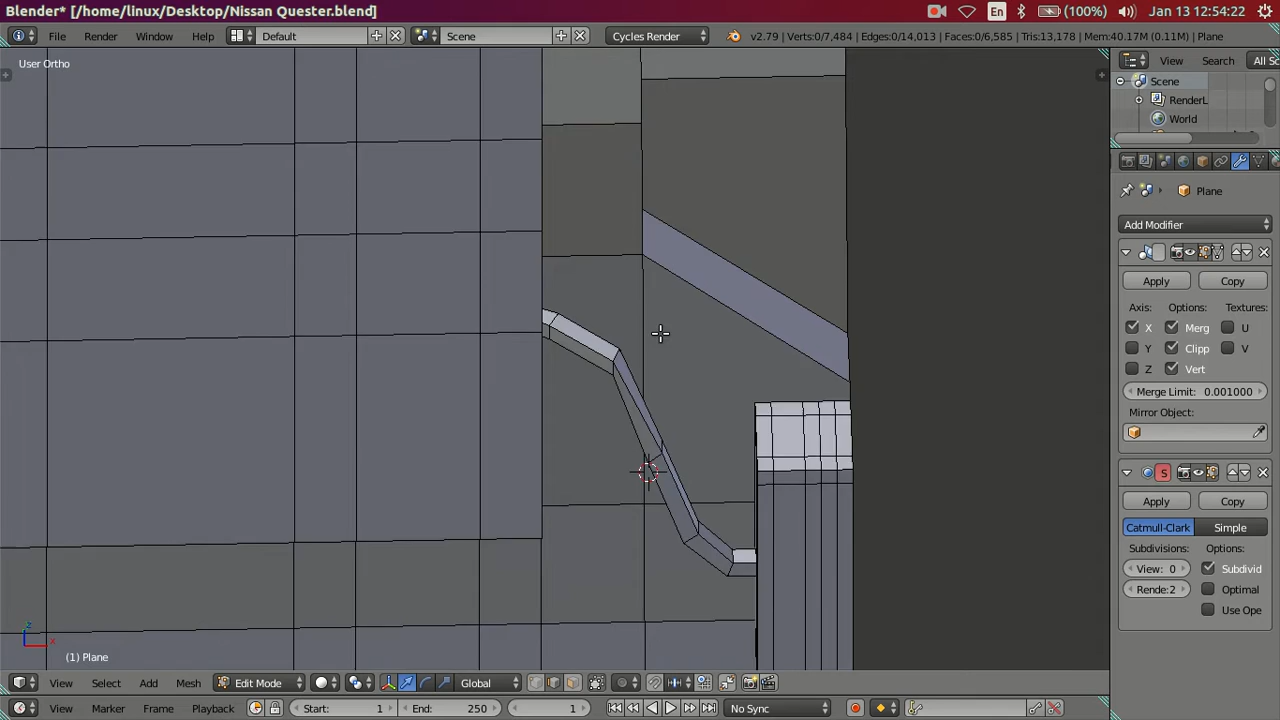 Blender* [/home/linux/Desktop/Nissan Quester.blend]
En (100%) Jan 13 12:54:22
File Render Window Help Default Scene Cycles Render v2.79 | Verts:0/7,484 | Edges:0/14,013 | Faces:0/6,585 | Tris:13,178 | Mem:40.17M (0.11M) | Plane
User Ortho
View Search All Sc
Scene
RenderL
World
Plane
Add Modifier
Apply Copy
Axis: Options: Textures:
X Merg U
Y Clipp V
Z Vert
Merge Limit: 0.001000
Mirror Object:
S
Apply Copy
Catmull-Clark Simple
Subdivisions: Options:
View: 0 Subdivid
Rende:2 Optimal
Use Ope
z
x
(1) Plane
View Select Add Mesh Edit Mode Global
View Marker Frame Playback Start: 1 End: 250 1 No Sync